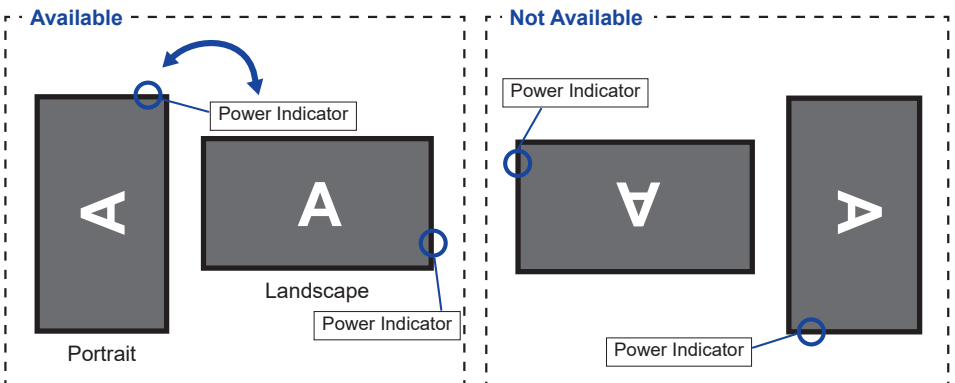 Available
Power Indicator
A
A
Landscape
Power Indicator
Portrait
Not Available
Power Indicator
A
A
Power Indicator